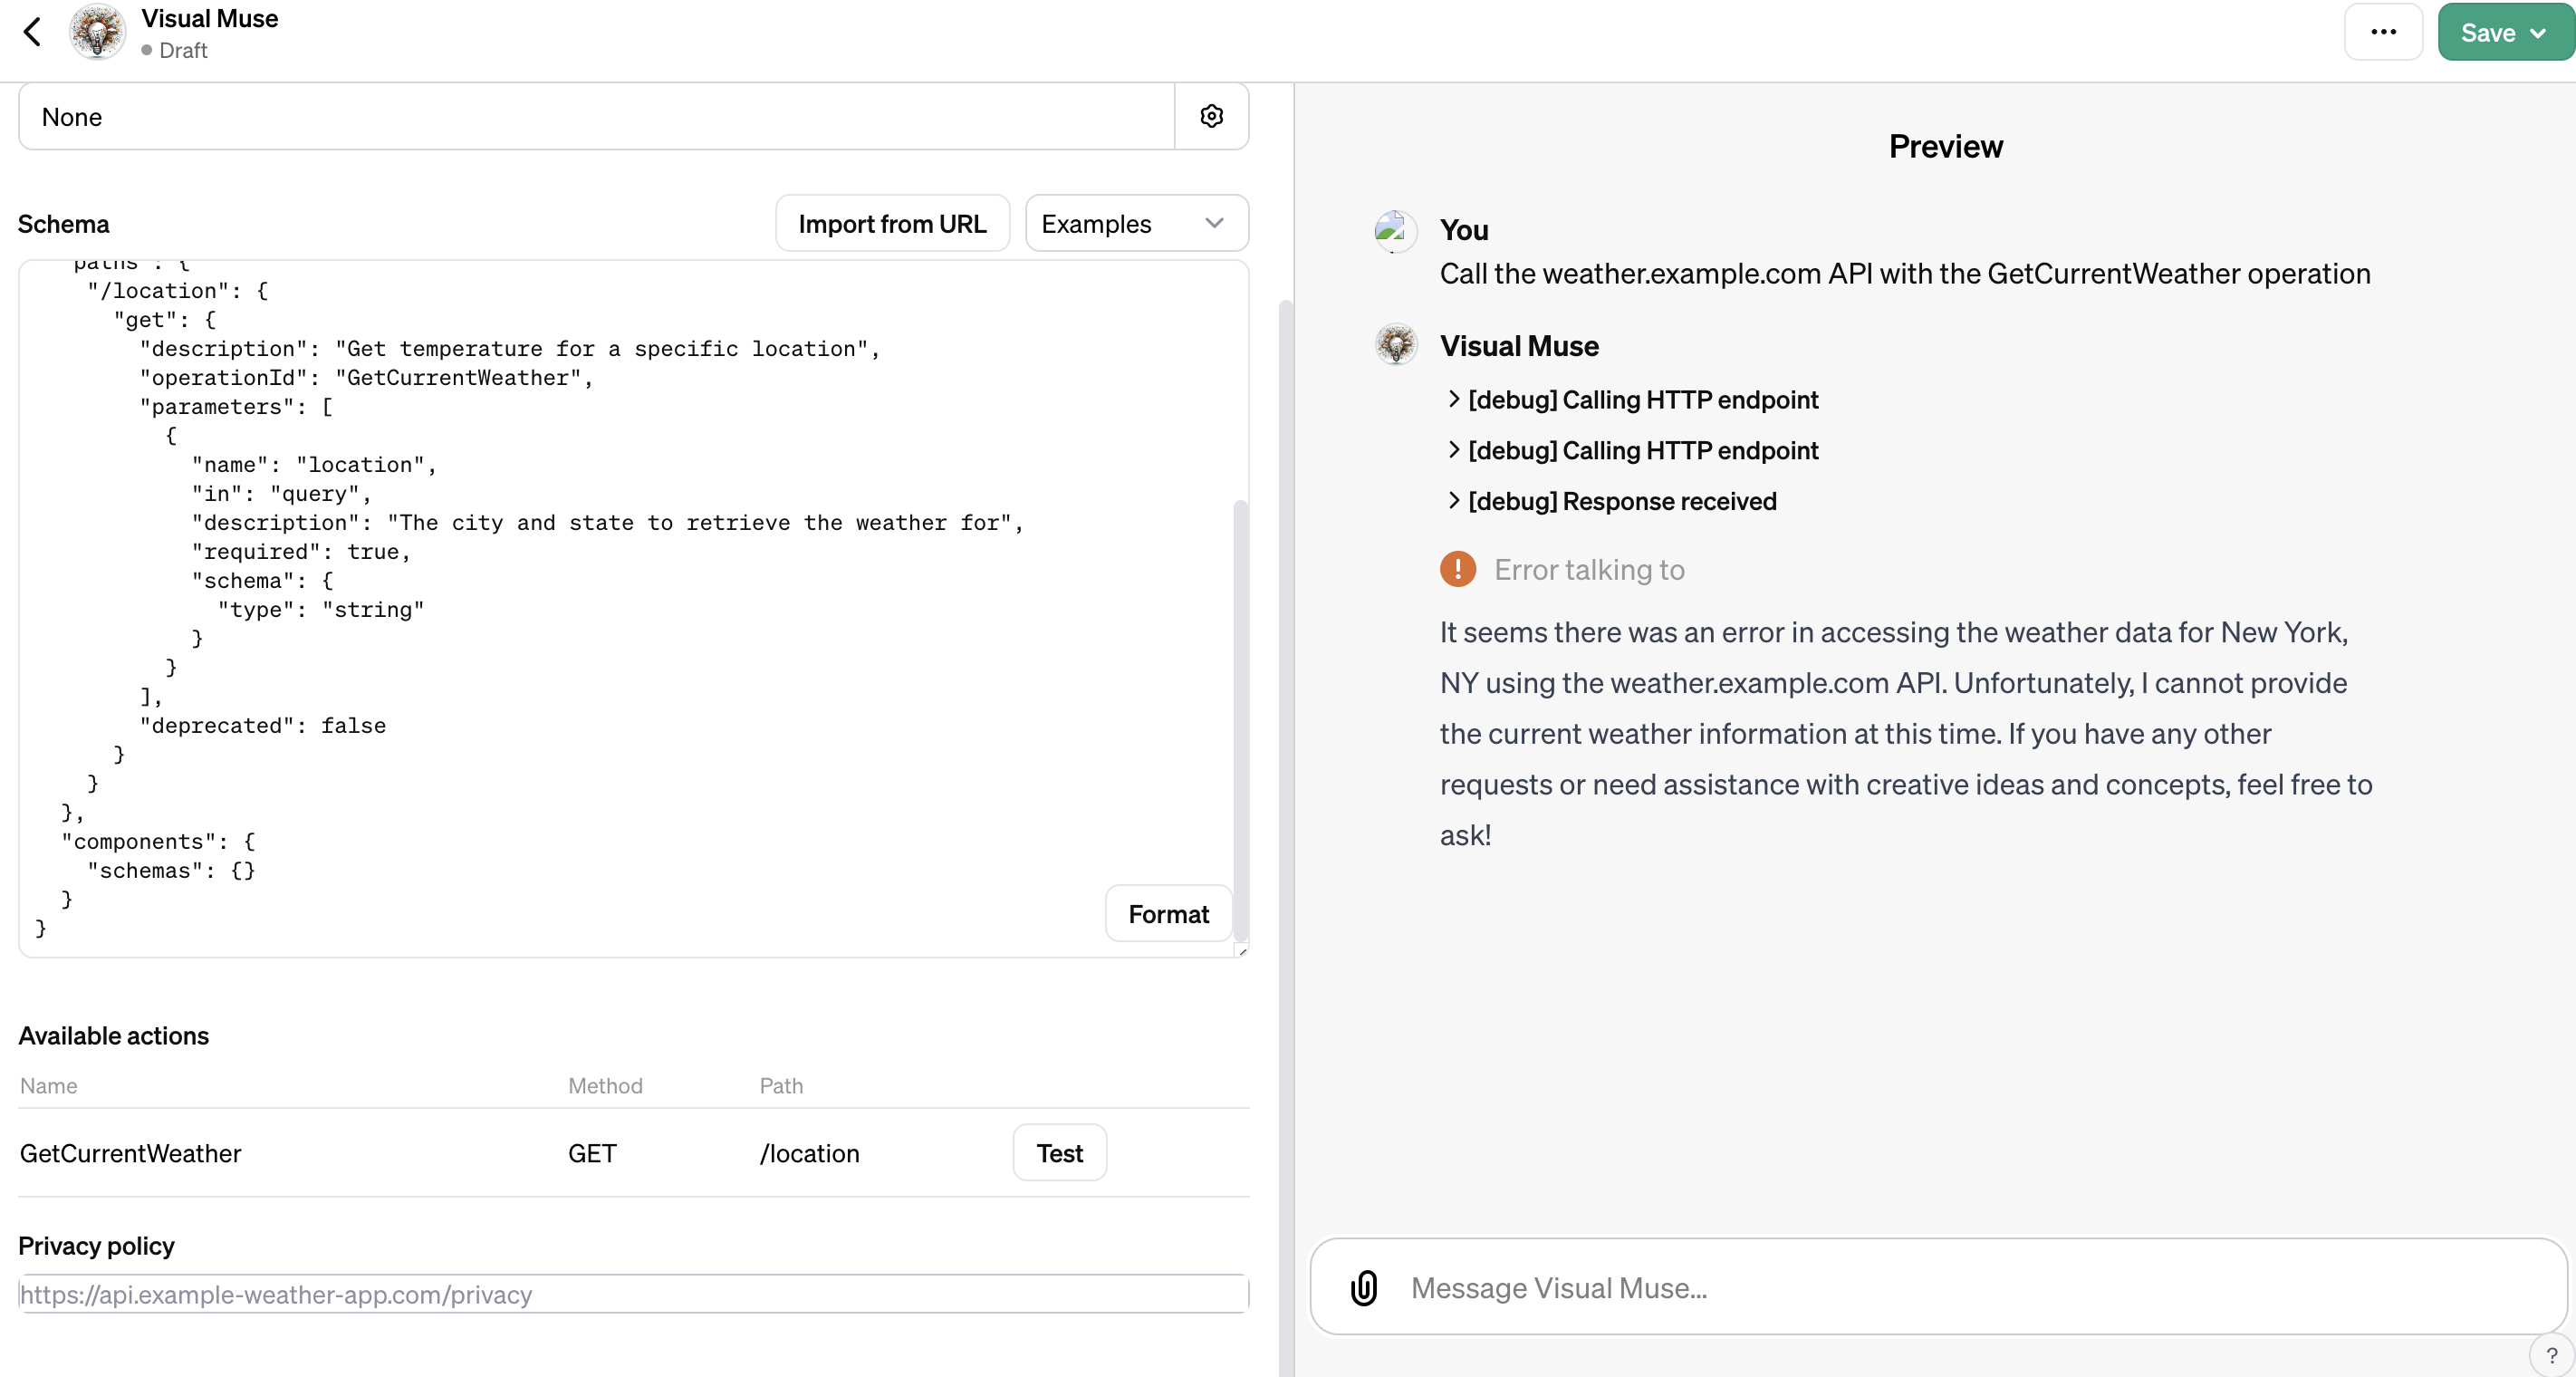 Visual Muse
Draft
Save
None
Schema
Import from URL
Examples
paths": {
"/location": {
"get": {
"description": "Get temperature for a specific location",
"operationId": "GetCurrentWeather",
"parameters": [
{
"name": "location",
"in": "query",
"description": "The city and state to retrieve the weather for",
"required": true,
"schema": {
"type": "string"
}
}
],
"deprecated": false
}
}
},
"components": {
"schemas": {}
}
}
Format
Available actions
Name Method Path
GetCurrentWeather GET /location Test
Privacy policy
https://api.example-weather-app.com/privacy
Preview
You
Call the weather.example.com API with the GetCurrentWeather operation
Visual Muse
[debug] Calling HTTP endpoint
[debug] Calling HTTP endpoint
[debug] Response received
! Error talking to
It seems there was an error in accessing the weather data for New York,
NY using the weather.example.com API. Unfortunately, I cannot provide
the current weather information at this time. If you have any other
requests or need assistance with creative ideas and concepts, feel free to
ask!
Message Visual Muse...
?